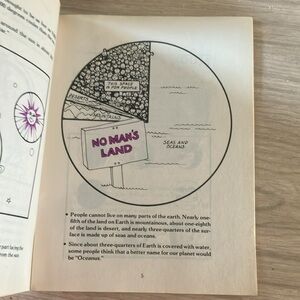 THIS SPACE
IS FOR PEOPLE
DESERTS
MOUNTAINS
NO MAN'S
LAND
SEAS AND
OCEANS
• People cannot live on many parts of the earth. Nearly one-
fifth of the land on Earth is mountainous, about one-eighth
of the land is desert, and nearly three-quarters of the sur-
face is made up of seas and oceans.
• Since about three-quarters of Earth is covered with water,
some people think that a better name for our planet would
be "Oceanus."
5